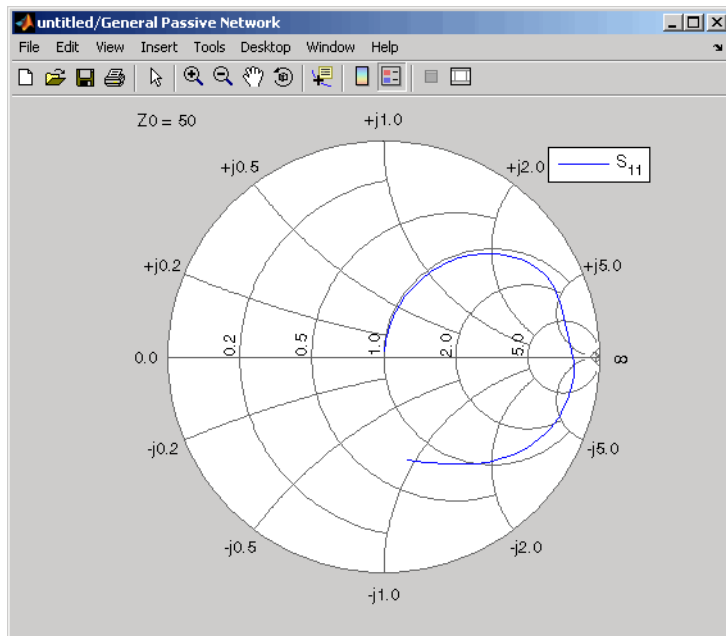 untitled/General Passive Network
File Edit View Insert Tools Desktop Window Help
Z0 = 50
+j1.0
+j0.5
+j2.0
S11
+j0.2
+j5.0
0.0
0.2
0.5
1.0
2.0
5.0
∞
-j0.2
-j5.0
-j0.5
-j2.0
-j1.0